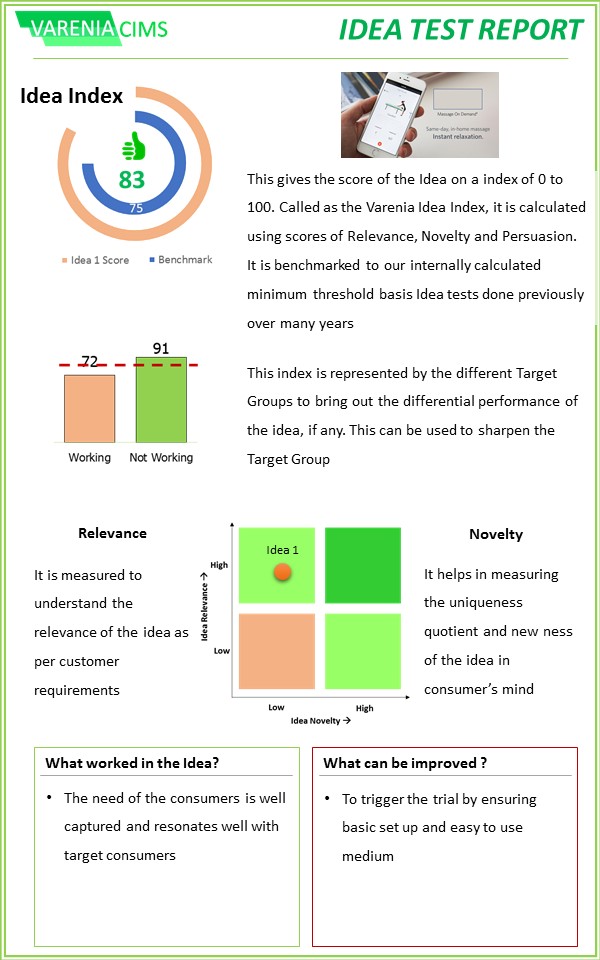 VARENIACIMS
IDEA TEST REPORT
Idea Index
83
75
Idea 1 Score
Benchmark
Massage On Demand®
Same-day, in-home massage
Instant relaxation.
This gives the score of the Idea on a index of 0 to
100. Called as the Varenia Idea Index, it is calculated
using scores of Relevance, Novelty and Persuasion.
It is benchmarked to our internally calculated
minimum threshold basis Idea tests done previously
over many years
72
91
Working
Not Working
This index is represented by the different Target
Groups to bring out the differential performance of
the idea, if any. This can be used to sharpen the
Target Group
Relevance
It is measured to
understand the
relevance of the idea as
per customer
requirements
Idea Relevance →
High
Low
Idea 1
Low
High
Idea Novelty →
Novelty
It helps in measuring
the uniqueness
quotient and new ness
of the idea in
consumer’s mind
What worked in the Idea?
• The need of the consumers is well
captured and resonates well with
target consumers
What can be improved ?
• To trigger the trial by ensuring
basic set up and easy to use
medium